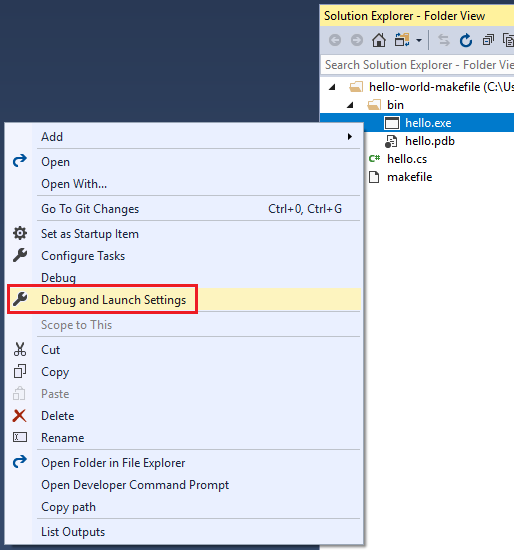 Solution Explorer - Folder View
Search Solution Explorer - Folder View
hello-world-makefile (C:\Us
bin
hello.exe
hello.pdb
C# hello.cs
makefile
Add
Open
Open With...
Go To Git Changes Ctrl+0, Ctrl+G
Set as Startup Item
Configure Tasks
Debug
Debug and Launch Settings
Scope to This
Cut
Copy
Paste
Delete
Rename
Open Folder in File Explorer
Open Developer Command Prompt
Copy path
List Outputs